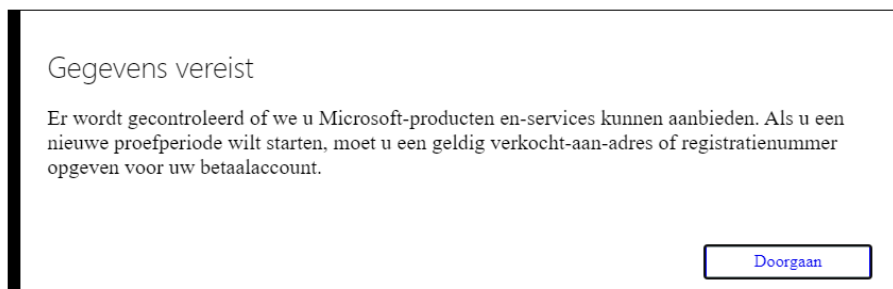 Gegevens vereist
Er wordt gecontroleerd of we u Microsoft-producten en-services kunnen aanbieden. Als u een
nieuwe proefperiode wilt starten, moet u een geldig verkocht-aan-adres of registratienummer
opgeven voor uw betaalaccount.
Doorgaan